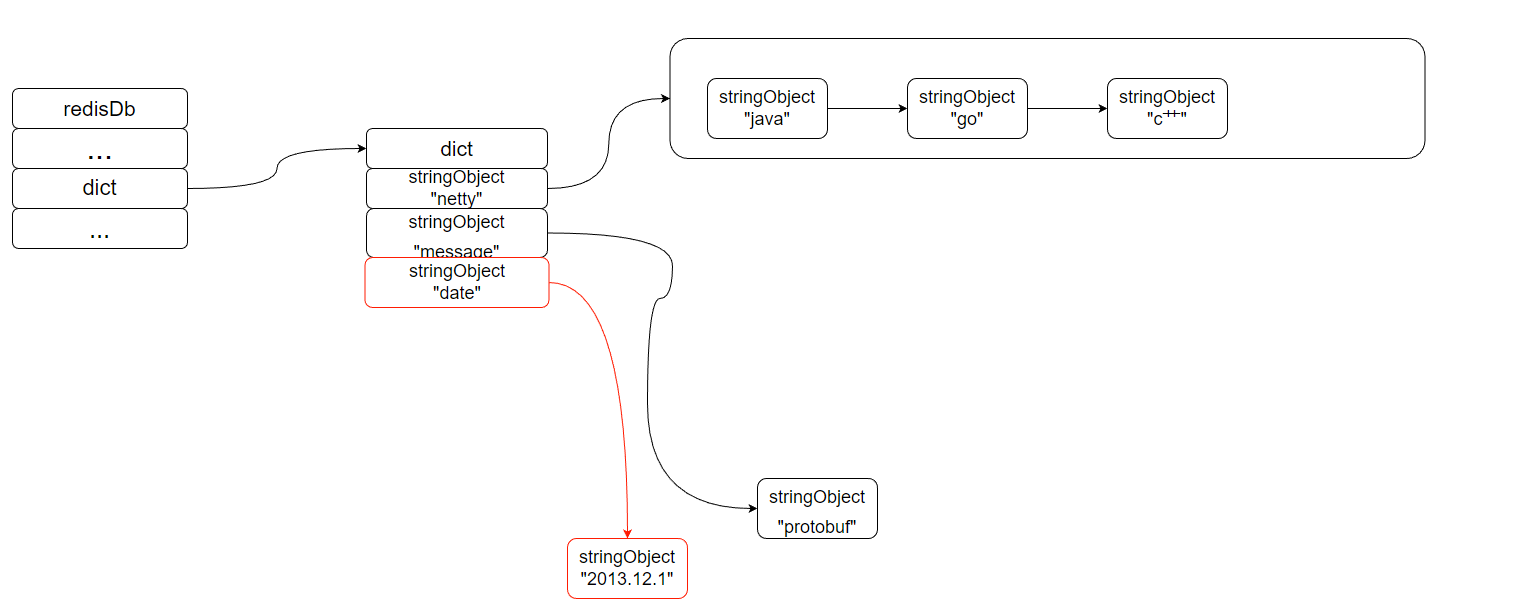 redisDb
...
dict
...
dict
stringObject
"netty"
stringObject
"message"
stringObject
"date"
stringObject
"java"
stringObject
"go"
stringObject
"c++"
stringObject
"protobuf"
stringObject
"2013.12.1"